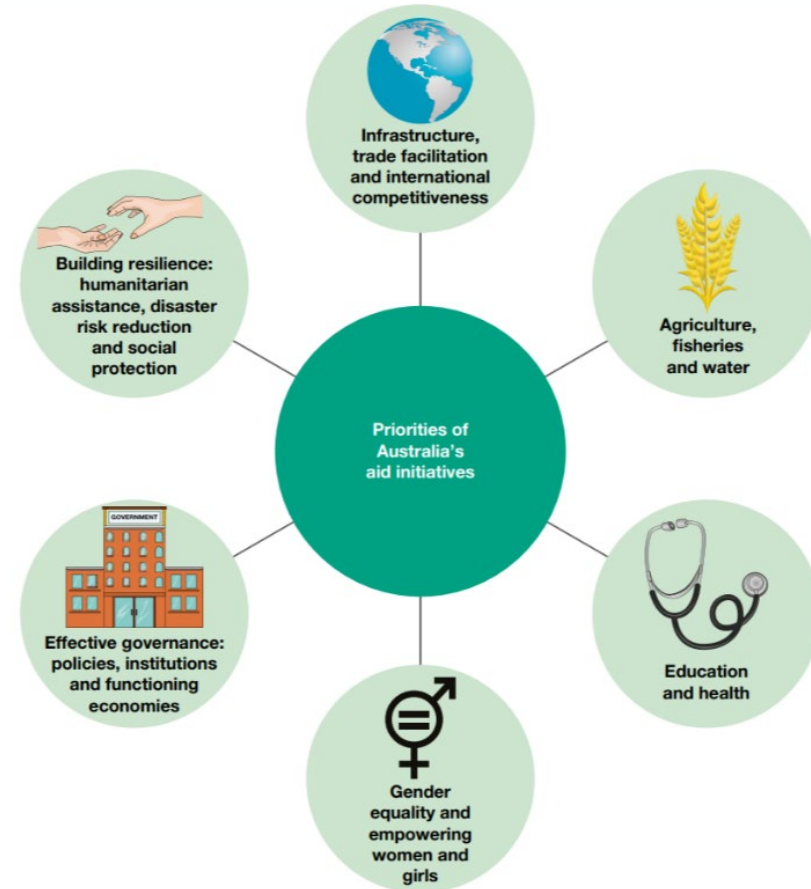 Infrastructure,
trade facilitation
and international
competitiveness
Agriculture,
fisheries
and water
Education
and health
Gender
equality and
empowering
women and
girls
GOVERNMENT
Effective governance:
policies, institutions
and functioning
economies
Building resilience:
humanitarian
assistance, disaster
risk reduction
and social
protection
Priorities of
Australia’s
aid initiatives